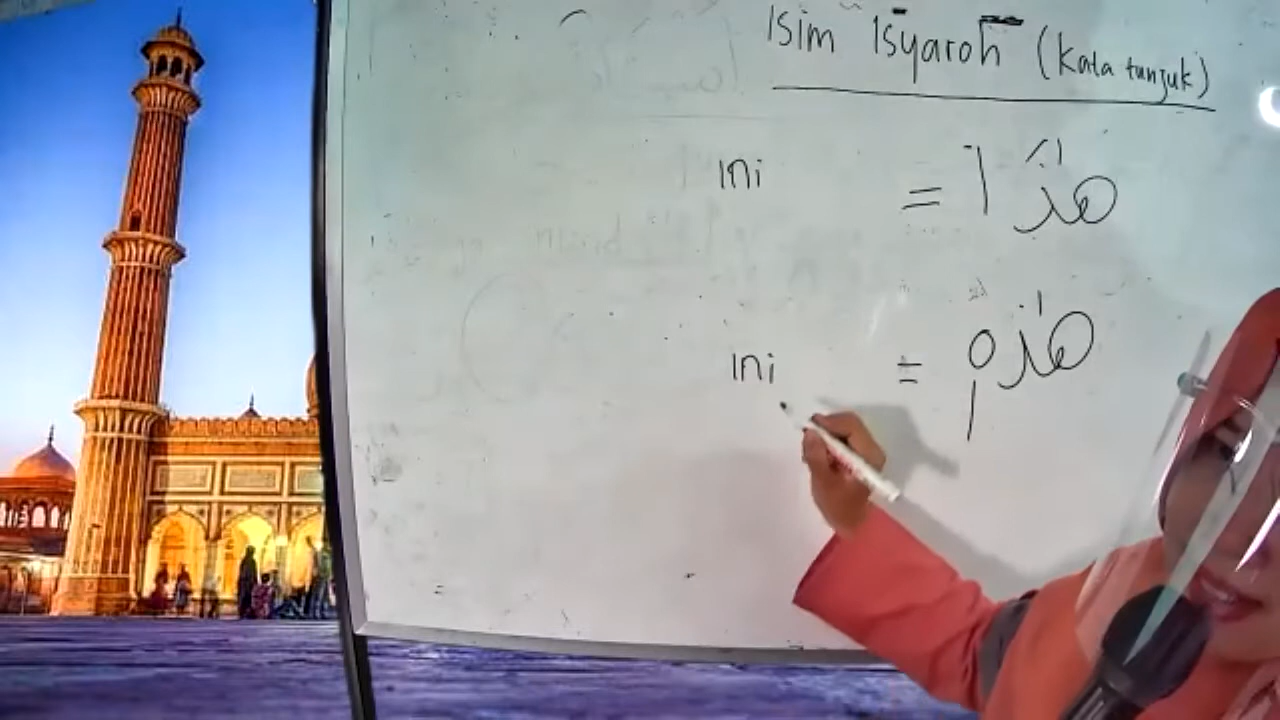 Isim Isyaroh (kata tunjuk)
ini = هٰذَا
ini = هٰذِهِ